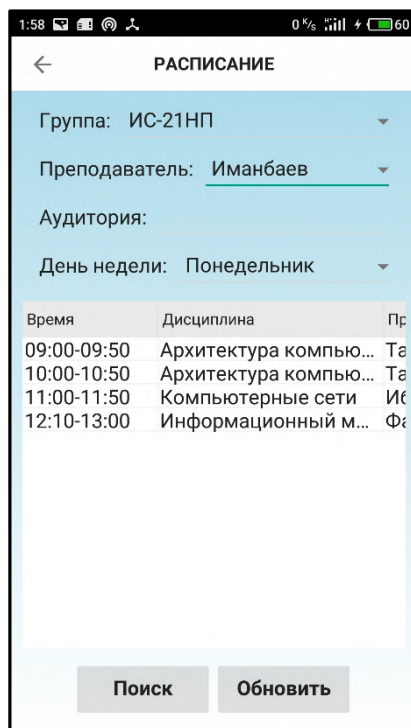 1:58 0 K/s 60
РАСПИСАНИЕ
Группа: ИС-21НП
Преподаватель: Иманбаев
Аудитория:
День недели: Понедельник
Время Дисциплина Пр
09:00-09:50 Архитектура компью... Та
10:00-10:50 Архитектура компью... Та
11:00-11:50 Компьютерные сети Иб
12:10-13:00 Информационный м... Фа
Поиск Обновить